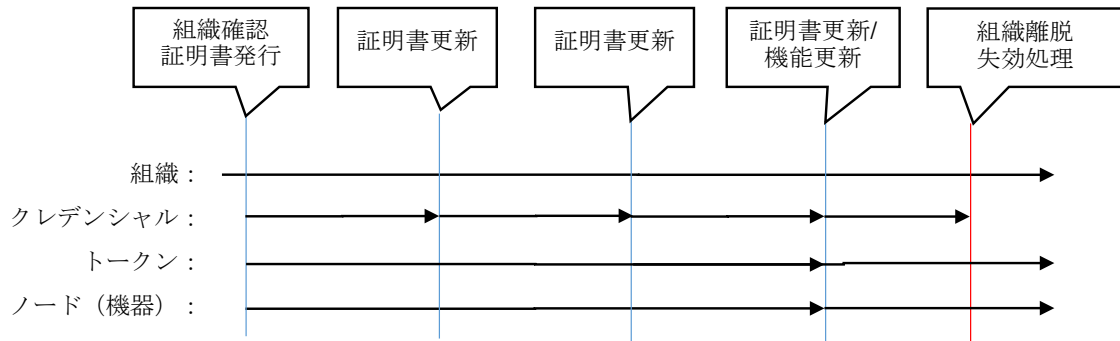 組織確認
証明書発行
証明書更新
証明書更新
証明書更新/
機能更新
組織離脱
失効処理
組織：
クレデンシャル：
トークン：
ノード（機器）：